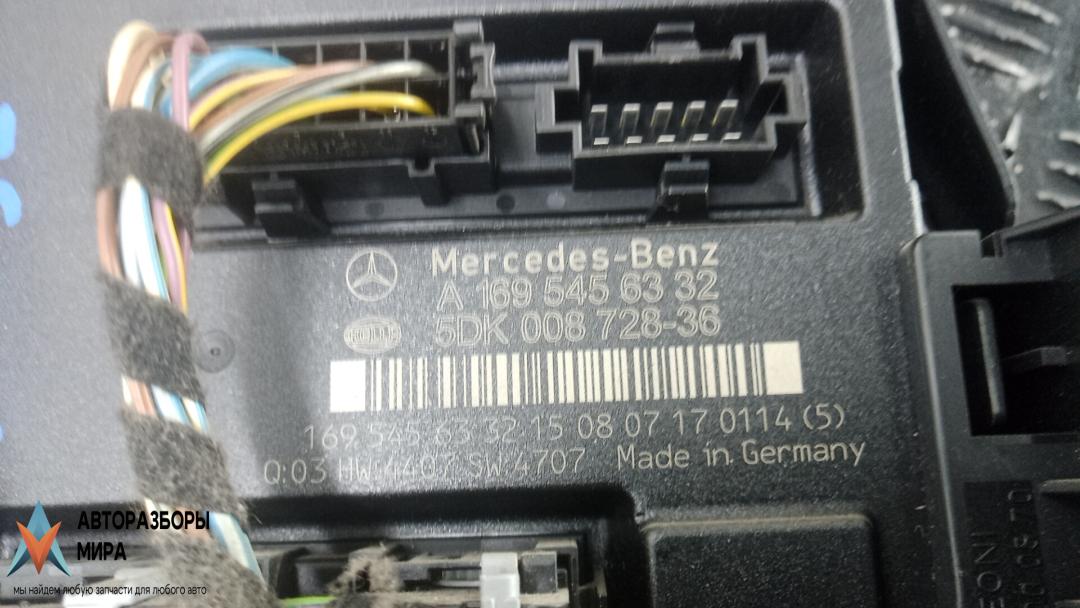 Mercedes-Benz
A 169 545 63 32
HELLA
5DK 008 728-36
169 545 63 32 15 08 07 17 0114 (5)
Q:03 HW:4407 SW:4707 Made in Germany
АВТОРАЗБОРЫ
МИРА
мы найдем любую запчасти для любого авто